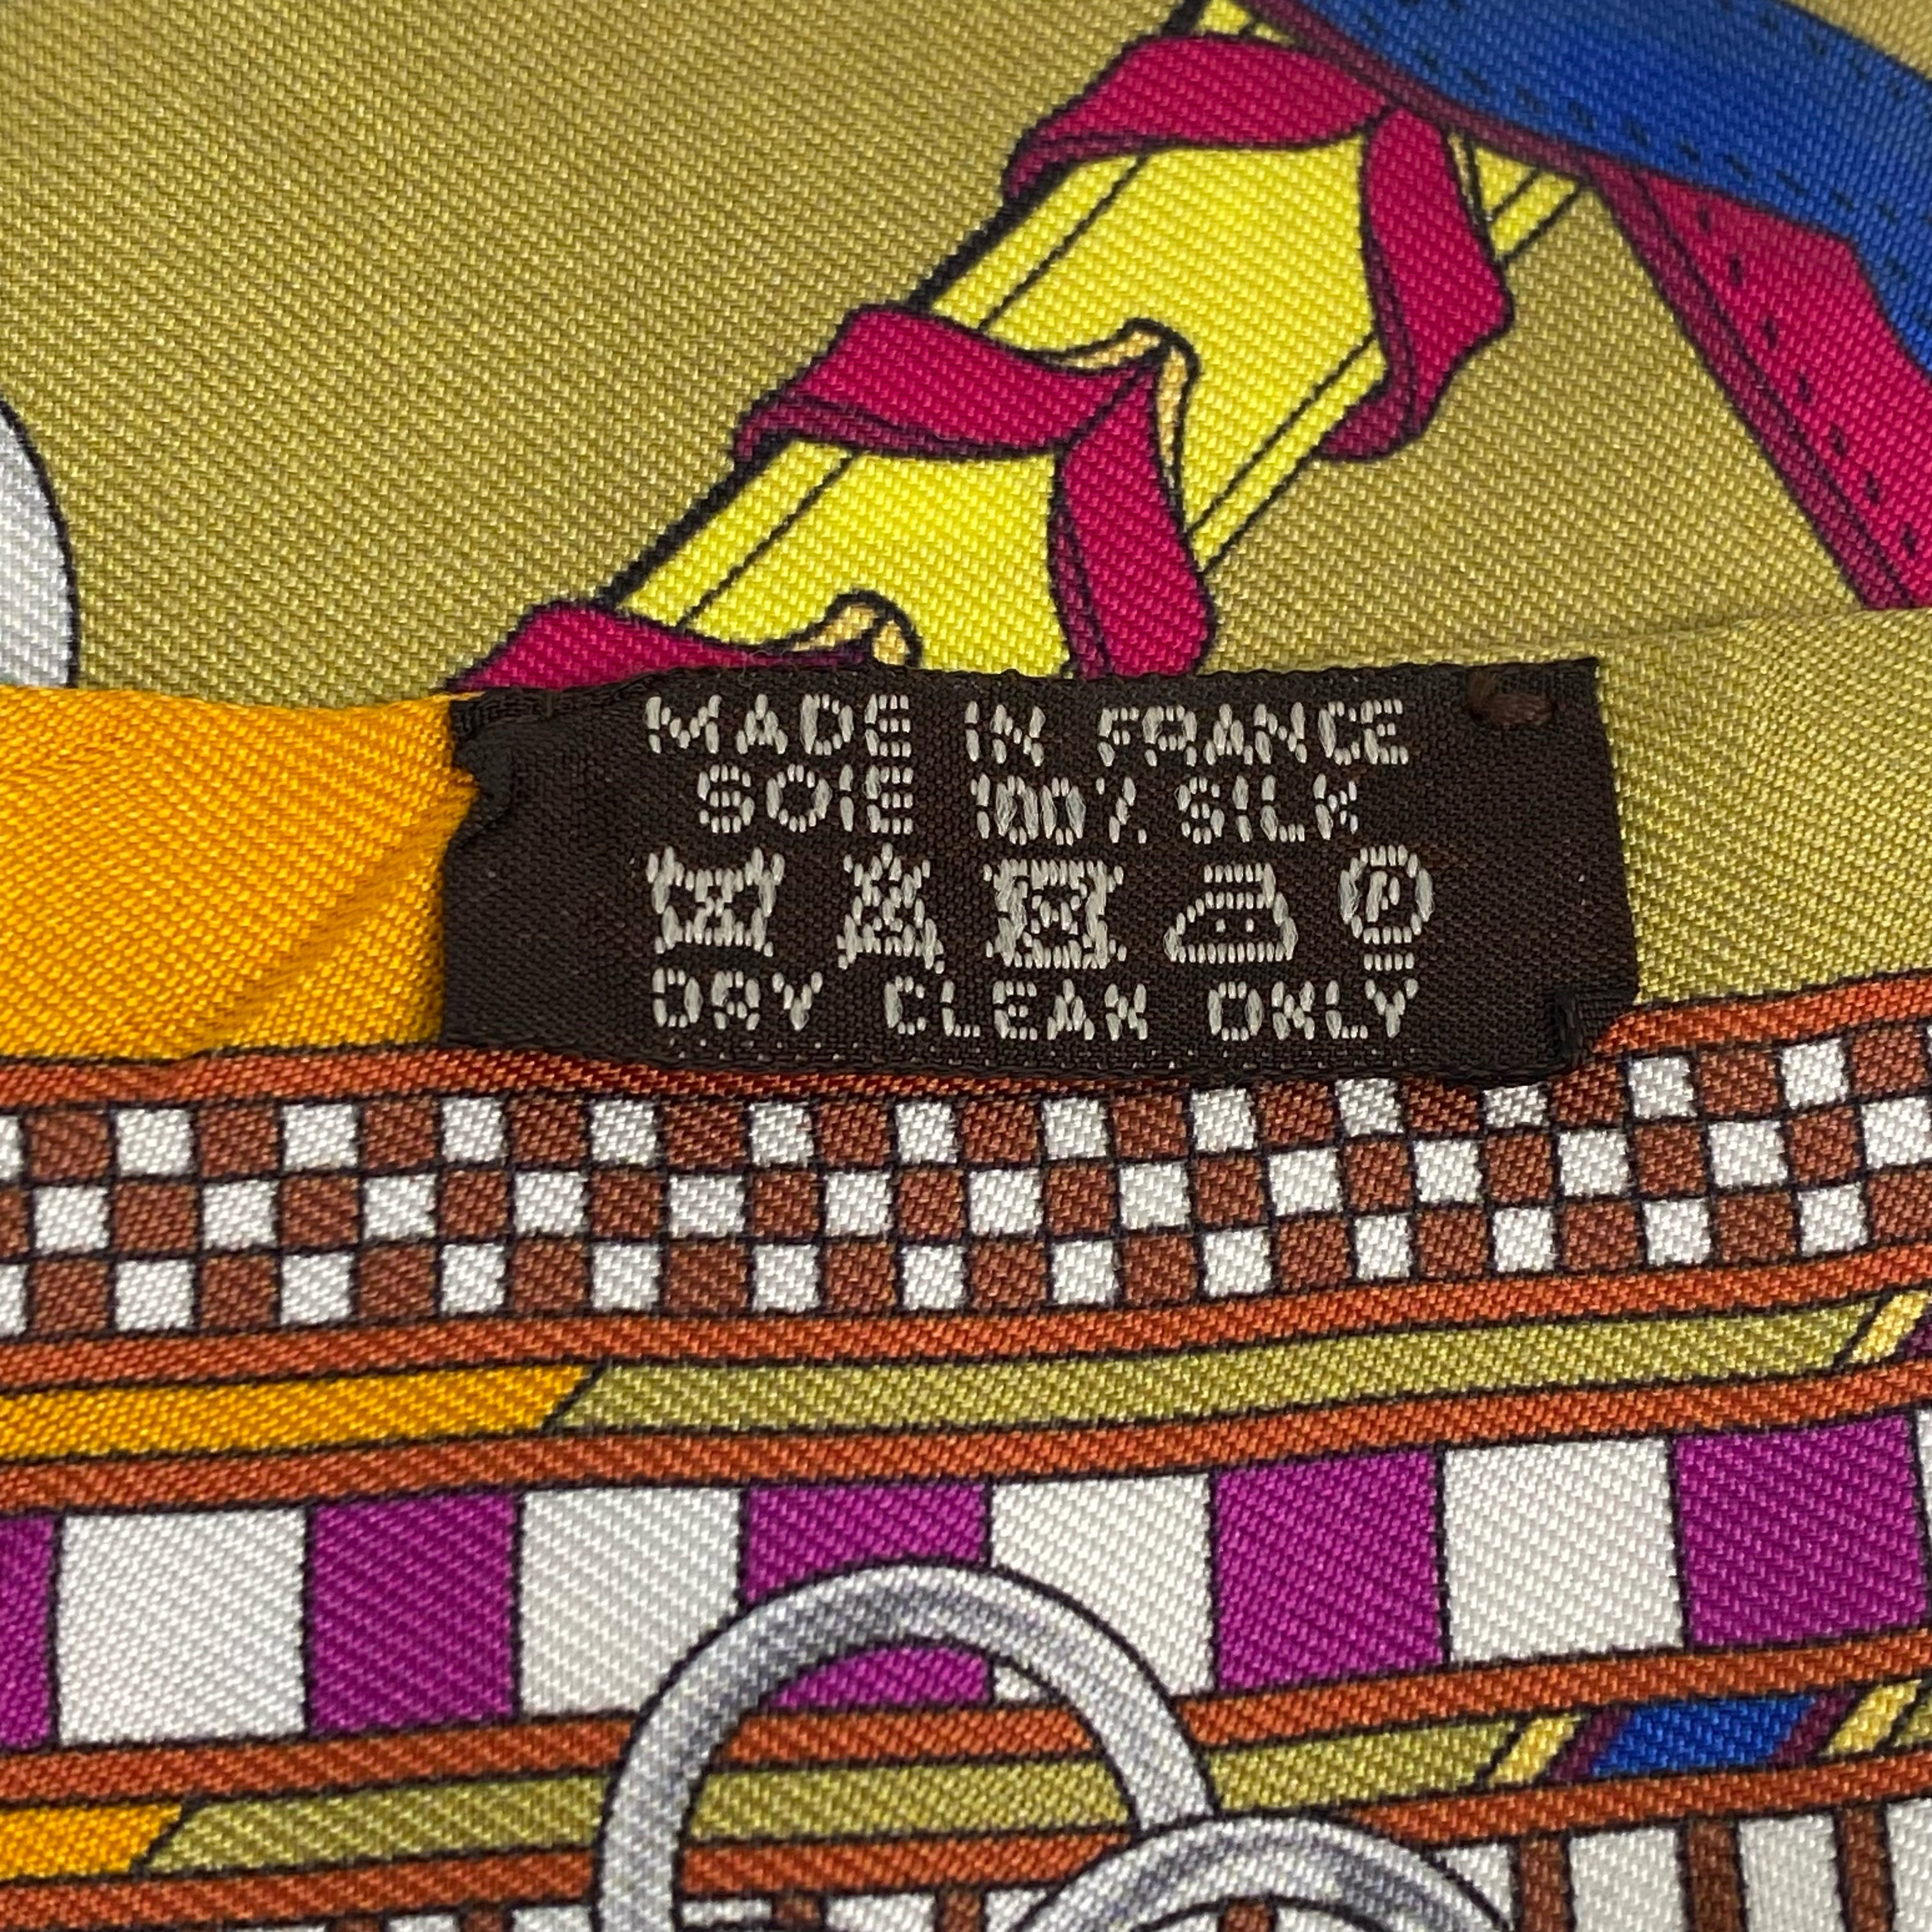 MADE IN FRANCE
SOIE 100% SILK
P
DRY CLEAN ONLY